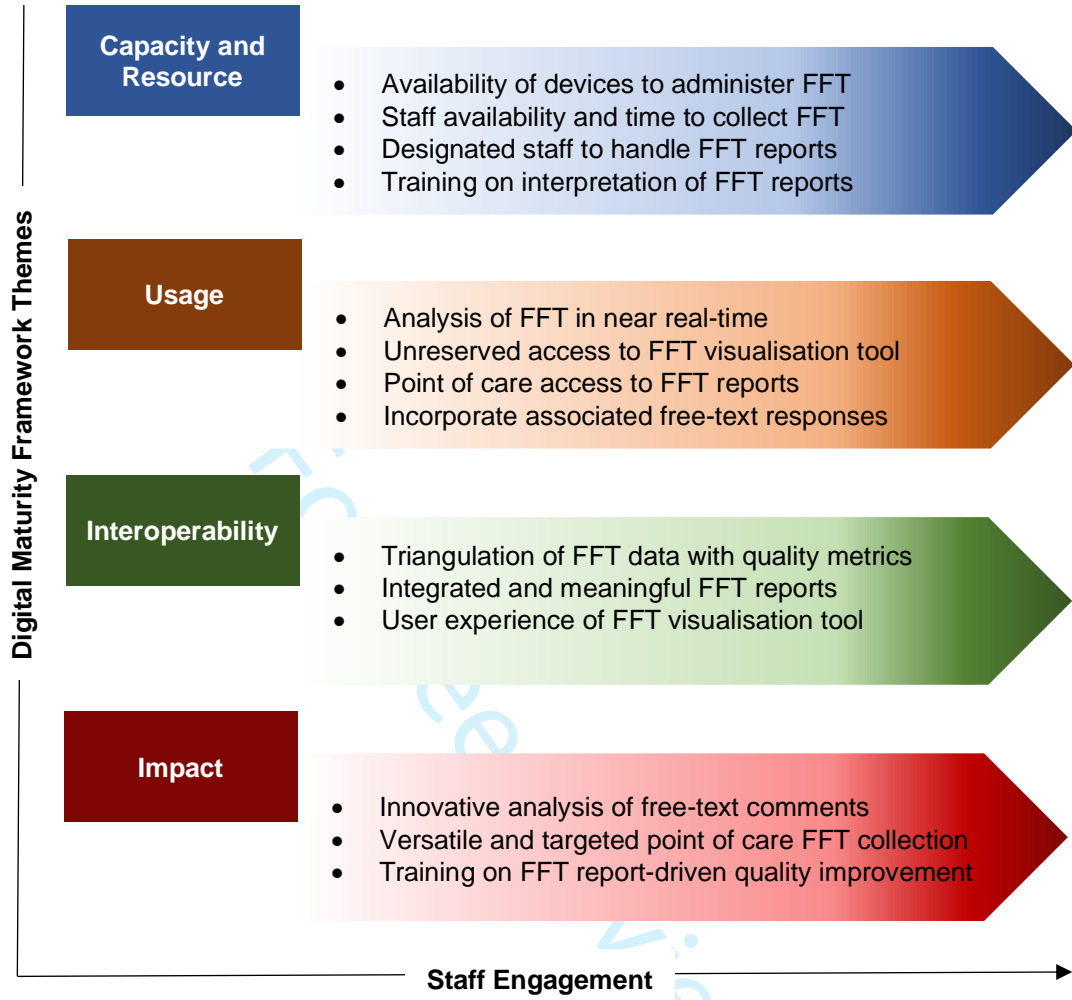 Capacity and
Resource
• Availability of devices to administer FFT
• Staff availability and time to collect FFT
• Designated staff to handle FFT reports
• Training on interpretation of FFT reports
Usage
• Analysis of FFT in near real-time
• Unreserved access to FFT visualisation tool
• Point of care access to FFT reports
• Incorporate associated free-text responses
Interoperability
• Triangulation of FFT data with quality metrics
• Integrated and meaningful FFT reports
• User experience of FFT visualisation tool
Impact
• Innovative analysis of free-text comments
• Versatile and targeted point of care FFT collection
• Training on FFT report-driven quality improvement
Digital Maturity Framework Themes
Staff Engagement